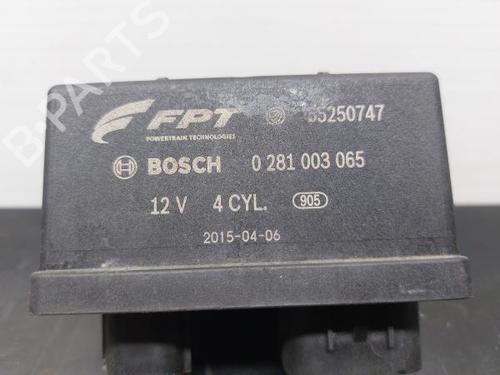 B-PARTS
FPT 55250747
POWERTRAIN TECHNOLOGIES
BOSCH 0 281 003 065
12 V 4 CYL. 905
2015-04-06